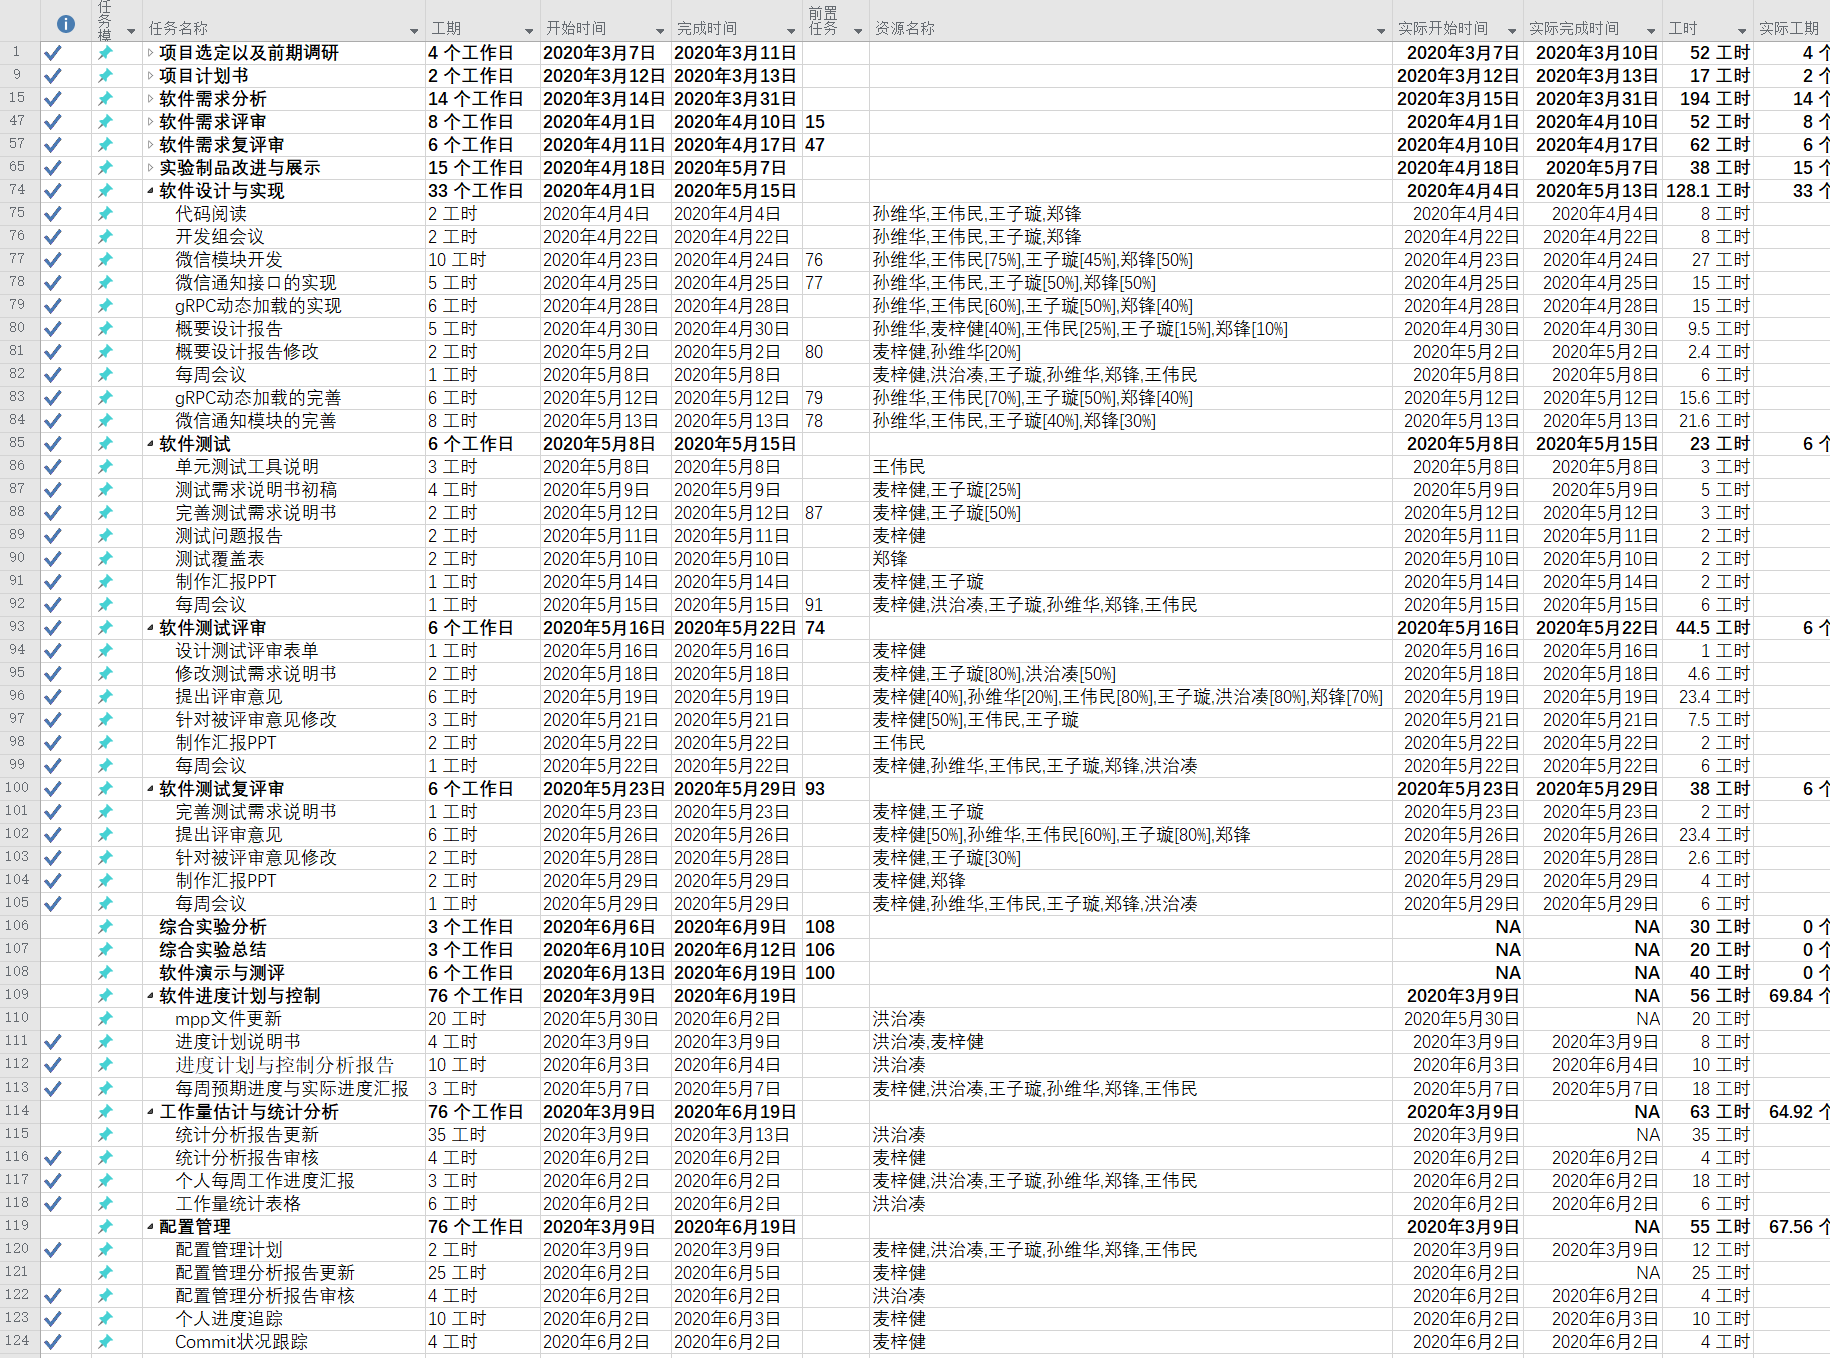 任务模 任务名称 工期 开始时间 完成时间 前置任务 资源名称 实际开始时间 实际完成时间 工时 实际工期
1 项目选定以及前期调研 4 个工作日 2020年3月7日 2020年3月11日 2020年3月7日 2020年3月10日 52 工时 4 个
9 项目计划书 2 个工作日 2020年3月12日 2020年3月13日 2020年3月12日 2020年3月13日 17 工时 2 个
15 软件需求分析 14 个工作日 2020年3月14日 2020年3月31日 2020年3月15日 2020年3月31日 194 工时 14 个
47 软件需求评审 8 个工作日 2020年4月1日 2020年4月10日 15 2020年4月1日 2020年4月10日 52 工时 8 个
57 软件需求复评审 6 个工作日 2020年4月11日 2020年4月17日 47 2020年4月10日 2020年4月17日 62 工时 6 个
65 实验制品改进与展示 15 个工作日 2020年4月18日 2020年5月7日 2020年4月18日 2020年5月7日 38 工时 15 个
74 软件设计与实现 33 个工作日 2020年4月1日 2020年5月15日 2020年4月4日 2020年5月13日 128.1 工时 33 个
75 代码阅读 2 工时 2020年4月4日 2020年4月4日 孙维华,王伟民,王子璇,郑锋 2020年4月4日 2020年4月4日 8 工时
76 开发组会议 2 工时 2020年4月22日 2020年4月22日 孙维华,王伟民,王子璇,郑锋 2020年4月22日 2020年4月22日 8 工时
77 微信模块开发 10 工时 2020年4月23日 2020年4月24日 76 孙维华,王伟民[75%],王子璇[45%],郑锋[50%] 2020年4月23日 2020年4月24日 27 工时
78 微信通知接口的实现 5 工时 2020年4月25日 2020年4月25日 77 孙维华,王伟民,王子璇[50%],郑锋[50%] 2020年4月25日 2020年4月25日 15 工时
79 gRPC动态加载的实现 6 工时 2020年4月28日 2020年4月28日 孙维华,王伟民[60%],王子璇[50%],郑锋[40%] 2020年4月28日 2020年4月28日 15 工时
80 概要设计报告 5 工时 2020年4月30日 2020年4月30日 孙维华,麦梓健[40%],王伟民[25%],王子璇[15%],郑锋[10%] 2020年4月30日 2020年4月30日 9.5 工时
81 概要设计报告修改 2 工时 2020年5月2日 2020年5月2日 80 麦梓健,孙维华[20%] 2020年5月2日 2020年5月2日 2.4 工时
82 每周会议 1 工时 2020年5月8日 2020年5月8日 麦梓健,洪治凑,王子璇,孙维华,郑锋,王伟民 2020年5月8日 2020年5月8日 6 工时
83 gRPC动态加载的完善 6 工时 2020年5月12日 2020年5月12日 79 孙维华,王伟民[70%],王子璇[50%],郑锋[40%] 2020年5月12日 2020年5月12日 15.6 工时
84 微信通知模块的完善 8 工时 2020年5月13日 2020年5月13日 78 孙维华,王伟民,王子璇[40%],郑锋[30%] 2020年5月13日 2020年5月13日 21.6 工时
85 软件测试 6 个工作日 2020年5月8日 2020年5月15日 2020年5月8日 2020年5月15日 23 工时 6 个
86 单元测试工具说明 3 工时 2020年5月8日 2020年5月8日 王伟民 2020年5月8日 2020年5月8日 3 工时
87 测试需求说明书初稿 4 工时 2020年5月9日 2020年5月9日 麦梓健,王子璇[25%] 2020年5月9日 2020年5月9日 5 工时
88 完善测试需求说明书 2 工时 2020年5月12日 2020年5月12日 87 麦梓健,王子璇[50%] 2020年5月12日 2020年5月12日 3 工时
89 测试问题报告 2 工时 2020年5月11日 2020年5月11日 麦梓健 2020年5月11日 2020年5月11日 2 工时
90 测试覆盖表 2 工时 2020年5月10日 2020年5月10日 郑锋 2020年5月10日 2020年5月10日 2 工时
91 制作汇报PPT 1 工时 2020年5月14日 2020年5月14日 麦梓健,王子璇 2020年5月14日 2020年5月14日 2 工时
92 每周会议 1 工时 2020年5月15日 2020年5月15日 91 麦梓健,洪治凑,王子璇,孙维华,郑锋,王伟民 2020年5月15日 2020年5月15日 6 工时
93 软件测试评审 6 个工作日 2020年5月16日 2020年5月22日 74 2020年5月16日 2020年5月22日 44.5 工时 6 个
94 设计测试评审表单 1 工时 2020年5月16日 2020年5月16日 麦梓健 2020年5月16日 2020年5月16日 1 工时
95 修改测试需求说明书 2 工时 2020年5月18日 2020年5月18日 麦梓健,王子璇[80%],洪治凑[50%] 2020年5月18日 2020年5月18日 4.6 工时
96 提出评审意见 6 工时 2020年5月19日 2020年5月19日 麦梓健[40%],孙维华[20%],王伟民[80%],王子璇,洪治凑[80%],郑锋[70%] 2020年5月19日 2020年5月19日 23.4 工时
97 针对被评审意见修改 3 工时 2020年5月21日 2020年5月21日 麦梓健[50%],王伟民,王子璇 2020年5月21日 2020年5月21日 7.5 工时
98 制作汇报PPT 2 工时 2020年5月22日 2020年5月22日 王伟民 2020年5月22日 2020年5月22日 2 工时
99 每周会议 1 工时 2020年5月22日 2020年5月22日 麦梓健,孙维华,王伟民,王子璇,郑锋,洪治凑 2020年5月22日 2020年5月22日 6 工时
100 软件测试复评审 6 个工作日 2020年5月23日 2020年5月29日 93 2020年5月23日 2020年5月29日 38 工时 6 个
101 完善测试需求说明书 1 工时 2020年5月23日 2020年5月23日 麦梓健,王子璇 2020年5月23日 2020年5月23日 2 工时
102 提出评审意见 6 工时 2020年5月26日 2020年5月26日 麦梓健[50%],孙维华,王伟民[60%],王子璇[80%],郑锋 2020年5月26日 2020年5月26日 23.4 工时
103 针对被评审意见修改 2 工时 2020年5月28日 2020年5月28日 麦梓健,王子璇[30%] 2020年5月28日 2020年5月28日 2.6 工时
104 制作汇报PPT 2 工时 2020年5月29日 2020年5月29日 麦梓健,郑锋 2020年5月29日 2020年5月29日 4 工时
105 每周会议 1 工时 2020年5月29日 2020年5月29日 麦梓健,孙维华,王伟民,王子璇,郑锋,洪治凑 2020年5月29日 2020年5月29日 6 工时
106 综合实验分析 3 个工作日 2020年6月6日 2020年6月9日 108 NA NA 30 工时 0 个
107 综合实验总结 3 个工作日 2020年6月10日 2020年6月12日 106 NA NA 20 工时 0 个
108 软件演示与测评 6 个工作日 2020年6月13日 2020年6月19日 100 NA NA 40 工时 0 个
109 软件进度计划与控制 76 个工作日 2020年3月9日 2020年6月19日 2020年3月9日 NA 56 工时 69.84 个
110 mpp文件更新 20 工时 2020年5月30日 2020年6月2日 洪治凑 2020年5月30日 NA 20 工时
111 进度计划说明书 4 工时 2020年3月9日 2020年3月9日 洪治凑,麦梓健 2020年3月9日 2020年3月9日 8 工时
112 进度计划与控制分析报告 10 工时 2020年6月3日 2020年6月4日 洪治凑 2020年6月3日 2020年6月4日 10 工时
113 每周预期进度与实际进度汇报 3 工时 2020年5月7日 2020年5月7日 麦梓健,洪治凑,王子璇,孙维华,郑锋,王伟民 2020年5月7日 2020年5月7日 18 工时
114 工作量估计与统计分析 76 个工作日 2020年3月9日 2020年6月19日 2020年3月9日 NA 63 工时 64.92 个
115 统计分析报告更新 35 工时 2020年3月9日 2020年3月13日 洪治凑 2020年3月9日 NA 35 工时
116 统计分析报告审核 4 工时 2020年6月2日 2020年6月2日 麦梓健 2020年6月2日 2020年6月2日 4 工时
117 个人每周工作进度汇报 3 工时 2020年6月2日 2020年6月2日 麦梓健,洪治凑,王子璇,孙维华,郑锋,王伟民 2020年6月2日 2020年6月2日 18 工时
118 工作量统计表格 6 工时 2020年6月2日 2020年6月2日 洪治凑 2020年6月2日 2020年6月2日 6 工时
119 配置管理 76 个工作日 2020年3月9日 2020年6月19日 2020年3月9日 NA 55 工时 67.56 个
120 配置管理计划 2 工时 2020年3月9日 2020年3月9日 麦梓健,洪治凑,王子璇,孙维华,郑锋,王伟民 2020年3月9日 2020年3月9日 12 工时
121 配置管理分析报告更新 25 工时 2020年6月2日 2020年6月5日 麦梓健 2020年6月2日 NA 25 工时
122 配置管理分析报告审核 4 工时 2020年6月2日 2020年6月2日 洪治凑 2020年6月2日 2020年6月2日 4 工时
123 个人进度追踪 10 工时 2020年6月2日 2020年6月3日 麦梓健 2020年6月2日 2020年6月3日 10 工时
124 Commit状况跟踪 4 工时 2020年6月2日 2020年6月2日 麦梓健 2020年6月2日 2020年6月2日 4 工时